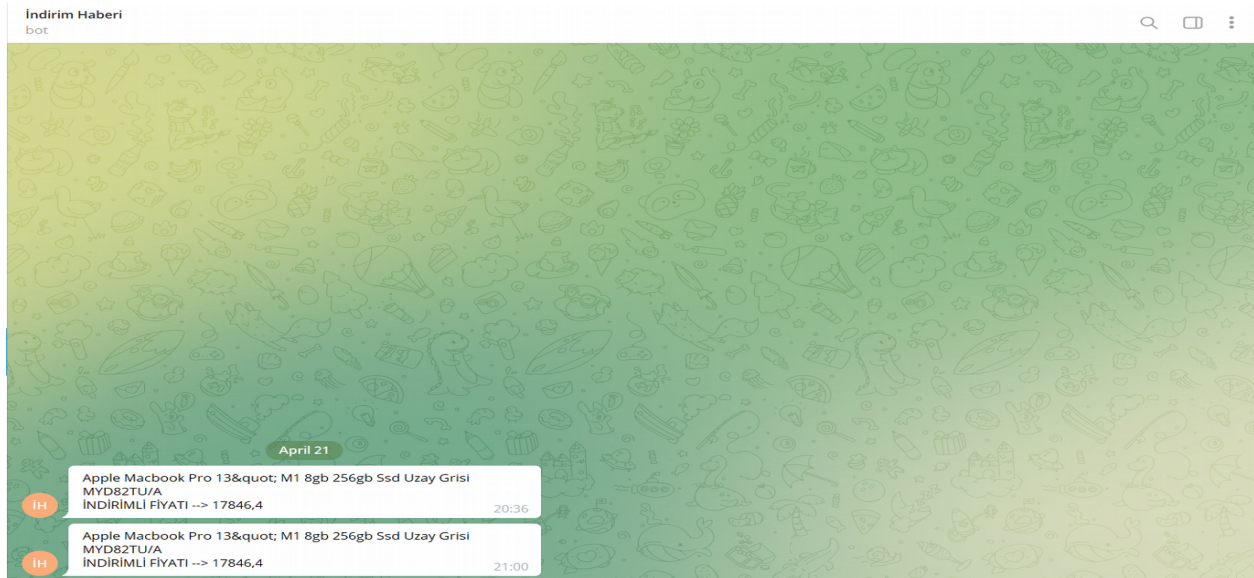 İndirim Haberi
bot
April 21
Apple Macbook Pro 13&quot; M1 8gb 256gb Ssd Uzay Grisi
MYD82TU/A
İNDİRİMLİ FİYATI --> 17846,4
20:36
İH
Apple Macbook Pro 13&quot; M1 8gb 256gb Ssd Uzay Grisi
MYD82TU/A
İNDİRİMLİ FİYATI --> 17846,4
21:00
İH